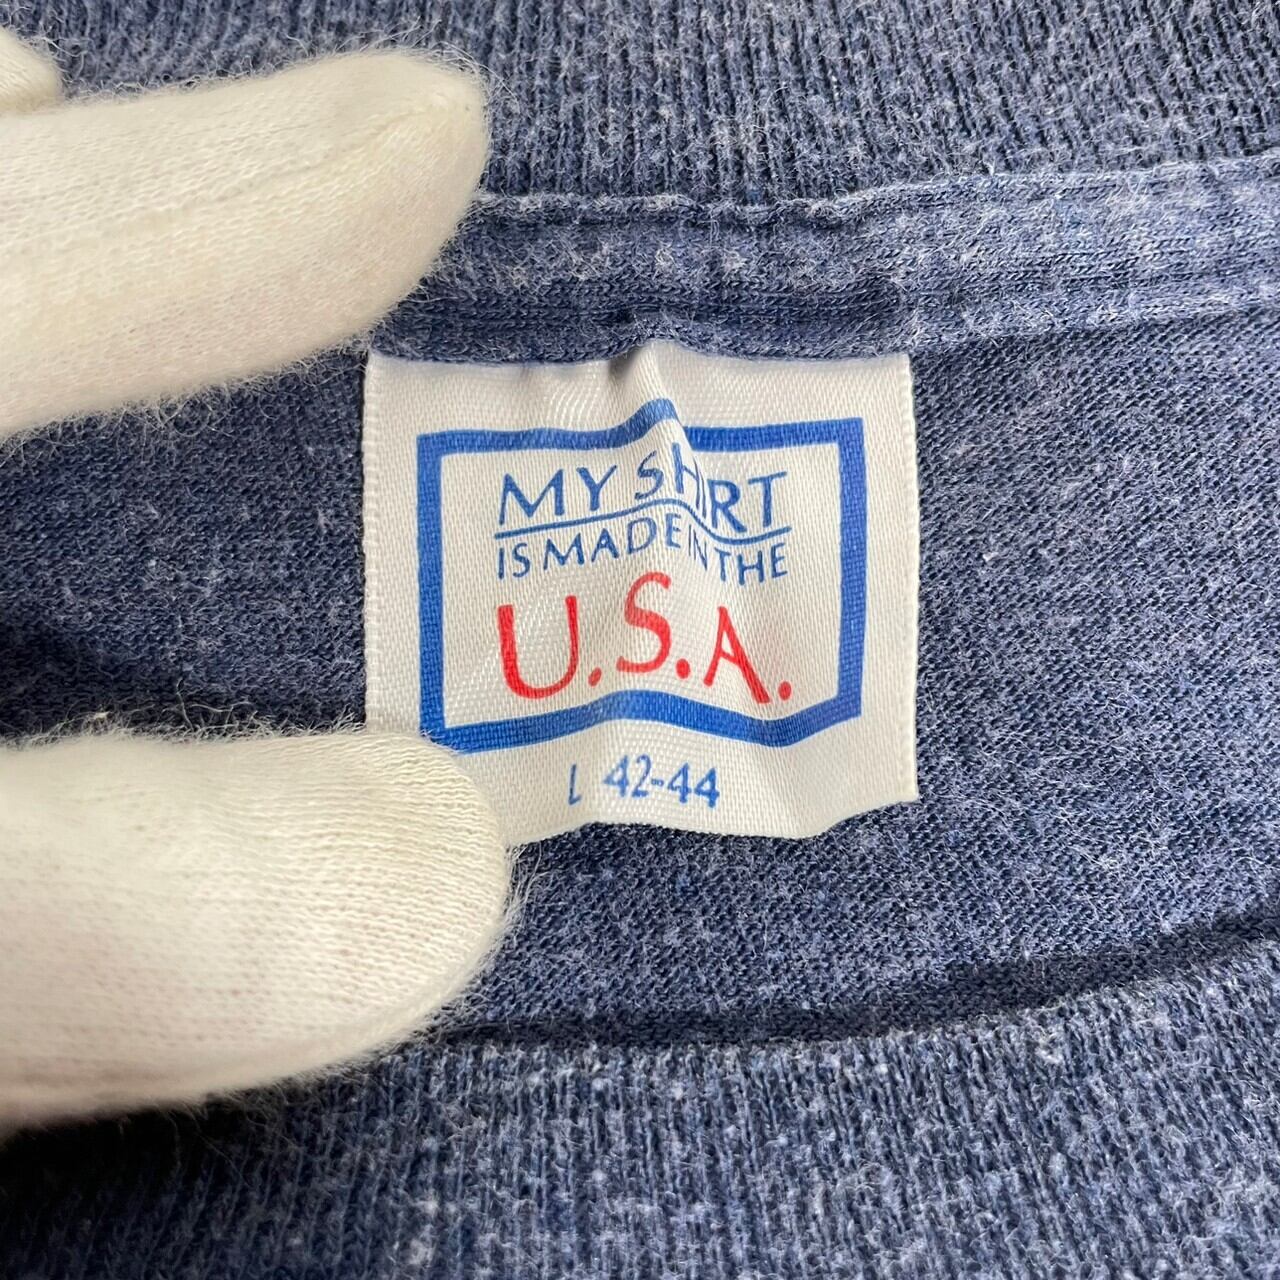 MY SHIRT
IS MADE IN THE
U.S.A.
L 42-44